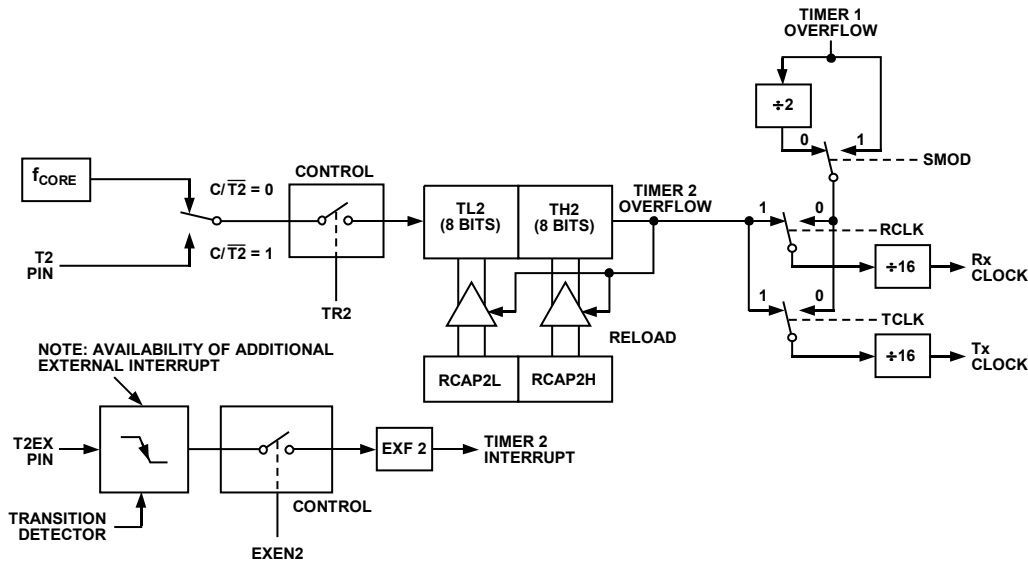 TIMER 1
OVERFLOW
÷2
0
1
SMOD
fCORE
C/T2 = 0
CONTROL
TL2
(8 BITS)
TH2
(8 BITS)
TIMER 2
OVERFLOW
1
0
RCLK
T2
PIN
C/T2 = 1
÷16
Rx
CLOCK
TR2
1
0
TCLK
RELOAD
NOTE: AVAILABILITY OF ADDITIONAL
EXTERNAL INTERRUPT
RCAP2L
RCAP2H
÷16
Tx
CLOCK
T2EX
PIN
EXF 2
TIMER 2
INTERRUPT
CONTROL
TRANSITION
DETECTOR
EXEN2